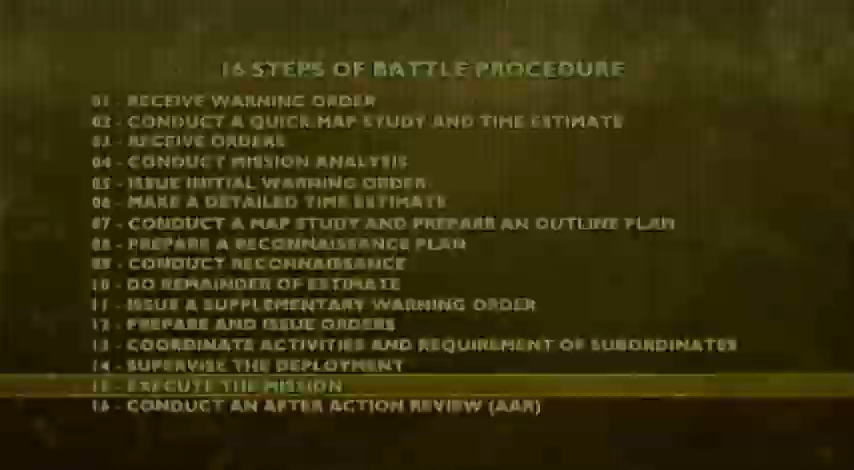 16 STEPS OF BATTLE PROCEDURE
01 - RECEIVE WARNING ORDER
02 - CONDUCT A QUICK MAP STUDY AND TIME ESTIMATE
03 - RECEIVE ORDERS
04 - CONDUCT MISSION ANALYSIS
05 - ISSUE INITIAL WARNING ORDER
06 - MAKE A DETAILED TIME ESTIMATE
07 - CONDUCT A MAP STUDY AND PREPARE AN OUTLINE PLAN
08 - PREPARE A RECONNAISSANCE PLAN
09 - CONDUCT RECONNAISSANCE
10 - DO REMAINDER OF ESTIMATE
11 - ISSUE A SUPPLEMENTARY WARNING ORDER
12 - PREPARE AND ISSUE ORDERS
13 - COORDINATE ACTIVITIES AND REQUIREMENT OF SUBORDINATES
14 - SUPERVISE THE DEPLOYMENT
15 - EXECUTE THE MISSION
16 - CONDUCT AN AFTER ACTION REVIEW (AAR)